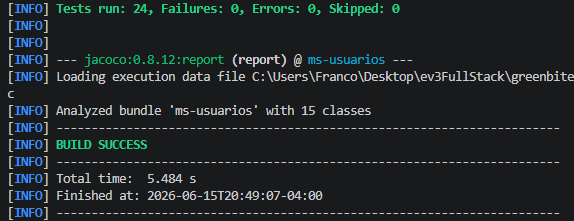 [INFO] Tests run: 24, Failures: 0, Errors: 0, Skipped: 0
[INFO]
[INFO]
[INFO] --- jacoco:0.8.12:report (report) @ ms-usuarios ---
[INFO] Loading execution data file C:\Users\Franco\Desktop\ev3FullStack\greenbite
c
[INFO] Analyzed bundle 'ms-usuarios' with 15 classes
[INFO] ------------------------------------------------------------------------
[INFO] BUILD SUCCESS
[INFO] ------------------------------------------------------------------------
[INFO] Total time:  5.484 s
[INFO] Finished at: 2026-06-15T20:49:07-04:00
[INFO] ------------------------------------------------------------------------